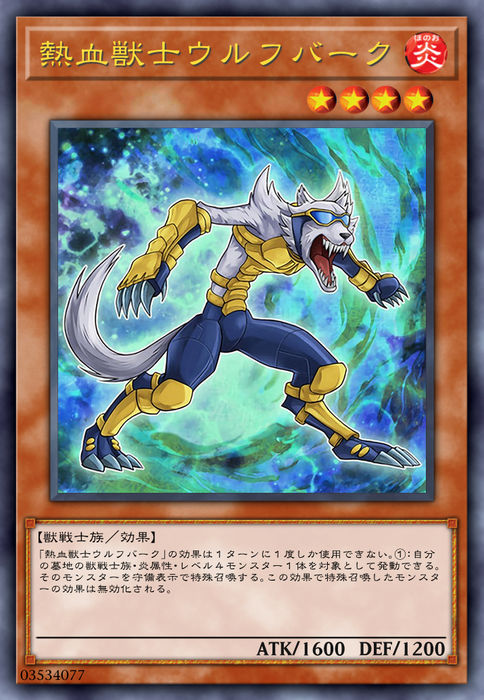 熱血獣士ウルフバーク
ほのお
炎
【獣戦士族／効果】
「熱血獣士ウルフバーク」の効果は１ターンに１度しか使用できない。①：自分
の墓地の獣戦士族・炎属性・レベル４モンスター１体を対象として発動できる。
そのモンスターを守備表示で特殊召喚する。この効果で特殊召喚したモンスター
の効果は無効化される。
ATK/1600 DEF/1200
03534077